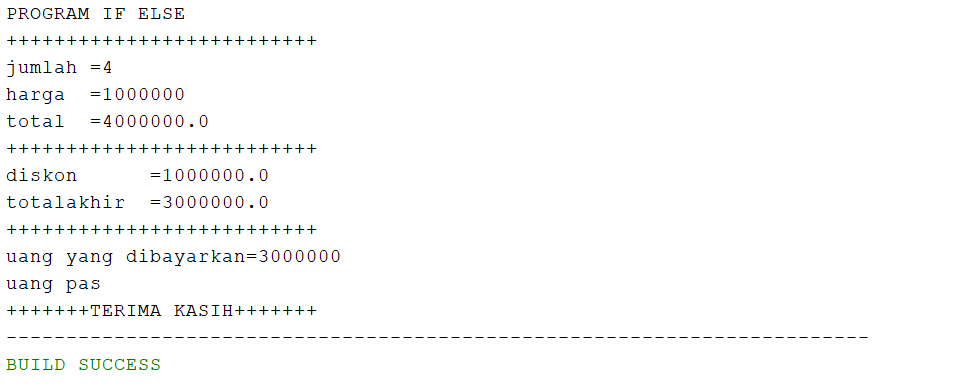 PROGRAM IF ELSE
++++++++++++++++++++++++++
jumlah =4
harga  =1000000
total  =4000000.0
++++++++++++++++++++++++++
diskon      =1000000.0
totalakhir  =3000000.0
++++++++++++++++++++++++++
uang yang dibayarkan=3000000
uang pas
+++++++TERIMA KASIH+++++++
------------------------------------------------------------------------
BUILD SUCCESS